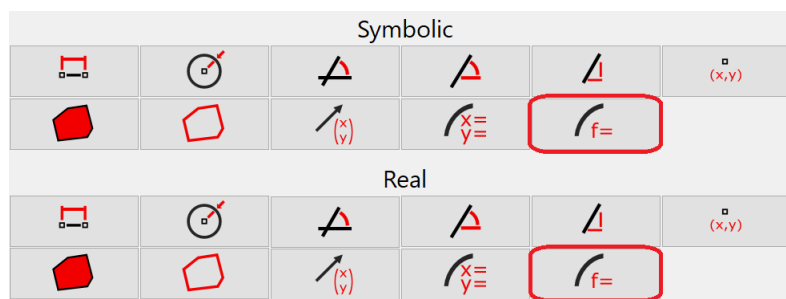 Symbolic
(x,y)
(x y) x= y= f=
Real
(x,y)
(x y) x= y= f=